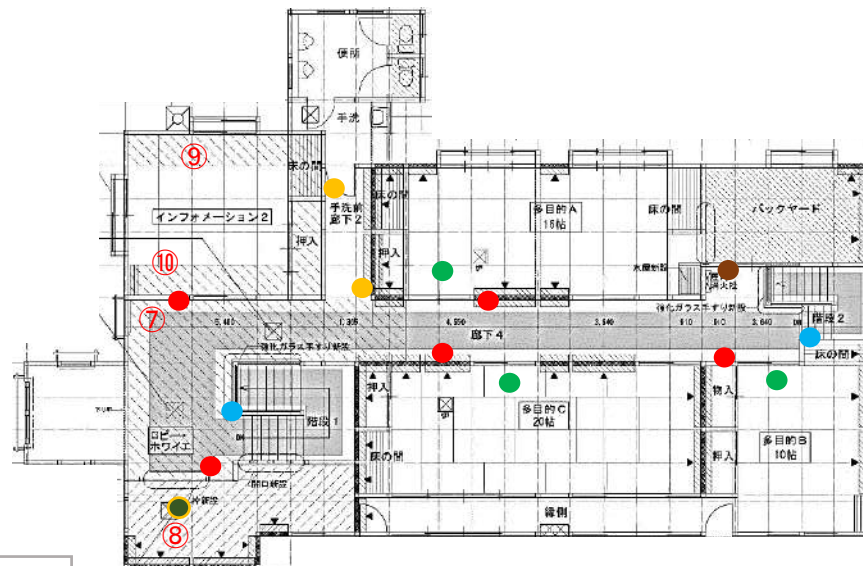 便所
手洗
⑨
床の間
手洗前
廊下2
インフォメーション2
押入
⑩
床の間
押入
多目的A
15帖
床の間
バックヤード
⑦
強化ガラス手すり新設
階段2
廊下4
床の間
強化ガラス手すり新設
階段1
DN
ロビー
ホワイエ
開口新設
⑧
押入
床の間
多目的C
20帖
物入
押入
多目的B
10帖
縁側